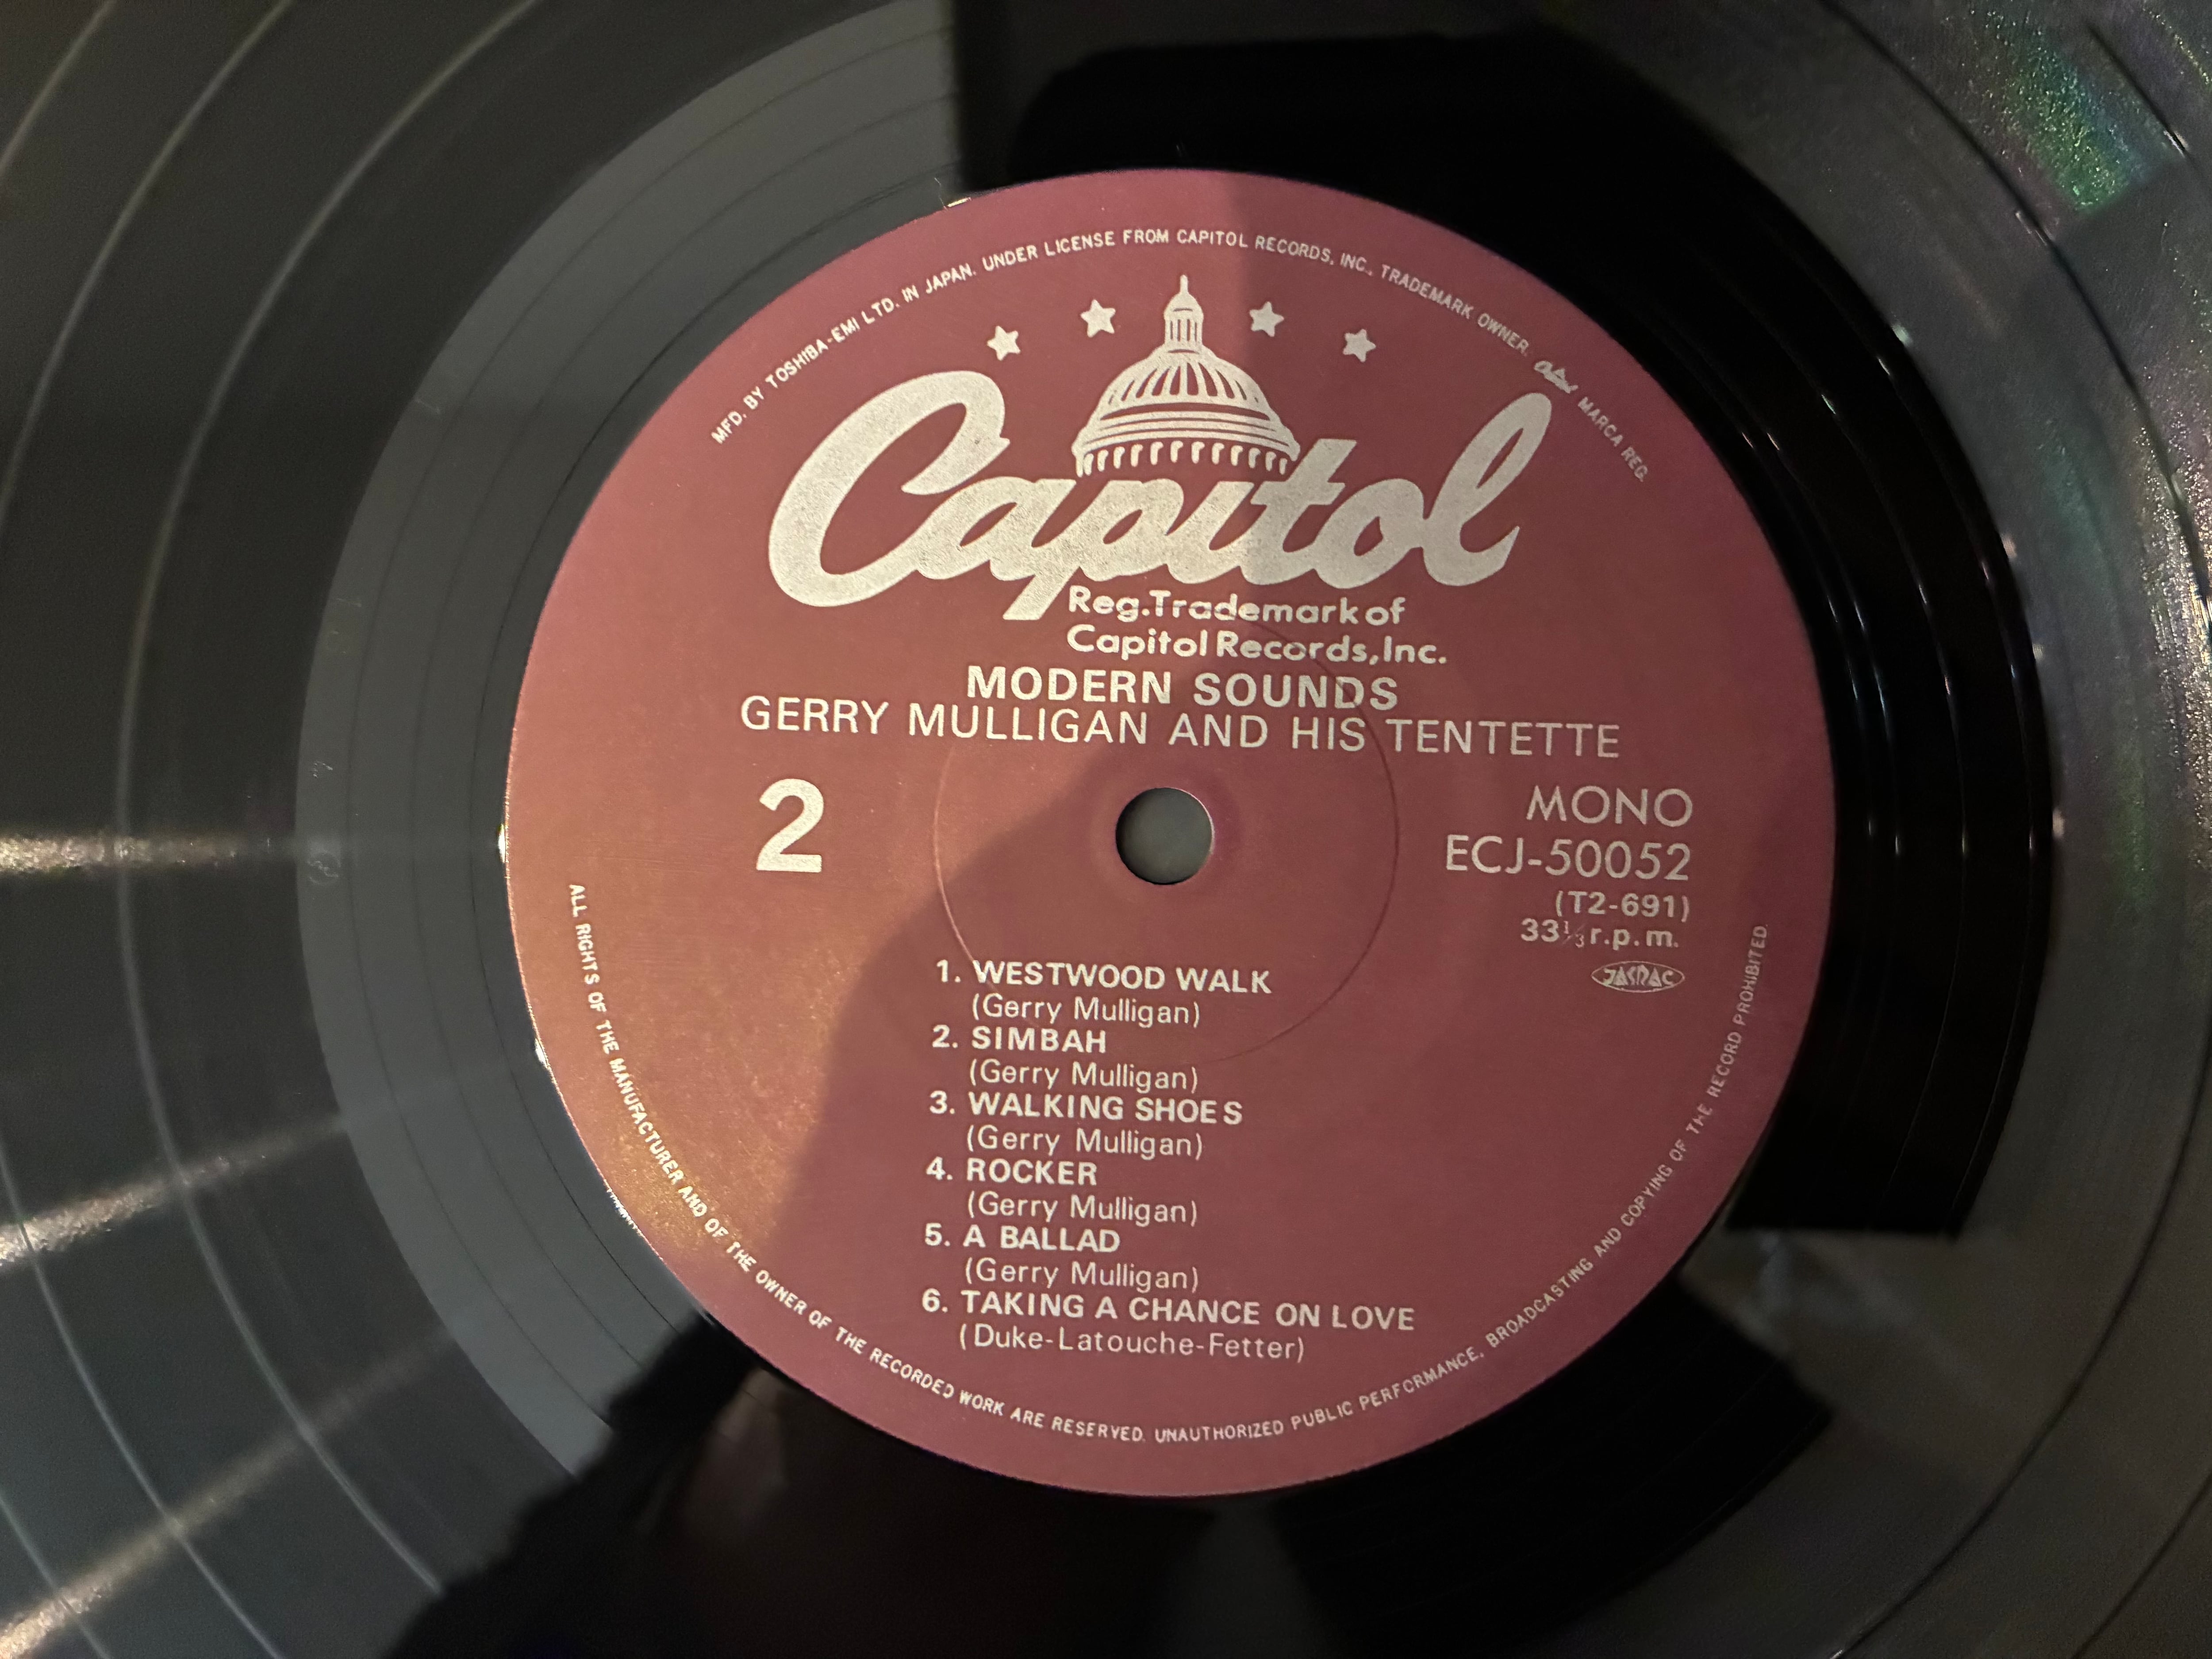 MFD. BY TOSHIBA-EMI LTD. IN JAPAN. UNDER LICENSE FROM CAPITOL RECORDS, INC., TRADEMARK OWNER. Capitol MARCA REG.
Capitol
Reg.Trademark of
Capitol Records,Inc.
MODERN SOUNDS
GERRY MULLIGAN AND HIS TENTETTE
2
MONO
ECJ-50052
(T2-691)
33⅓ r.p.m.
JASRAC
1. WESTWOOD WALK
(Gerry Mulligan)
2. SIMBAH
(Gerry Mulligan)
3. WALKING SHOES
(Gerry Mulligan)
4. ROCKER
(Gerry Mulligan)
5. A BALLAD
(Gerry Mulligan)
6. TAKING A CHANCE ON LOVE
(Duke-Latouche-Fetter)
ALL RIGHTS OF THE MANUFACTURER AND OF THE OWNER OF THE RECORDED WORK ARE RESERVED. UNAUTHORIZED PUBLIC PERFORMANCE, BROADCASTING AND COPYING OF THE RECORD PROHIBITED.